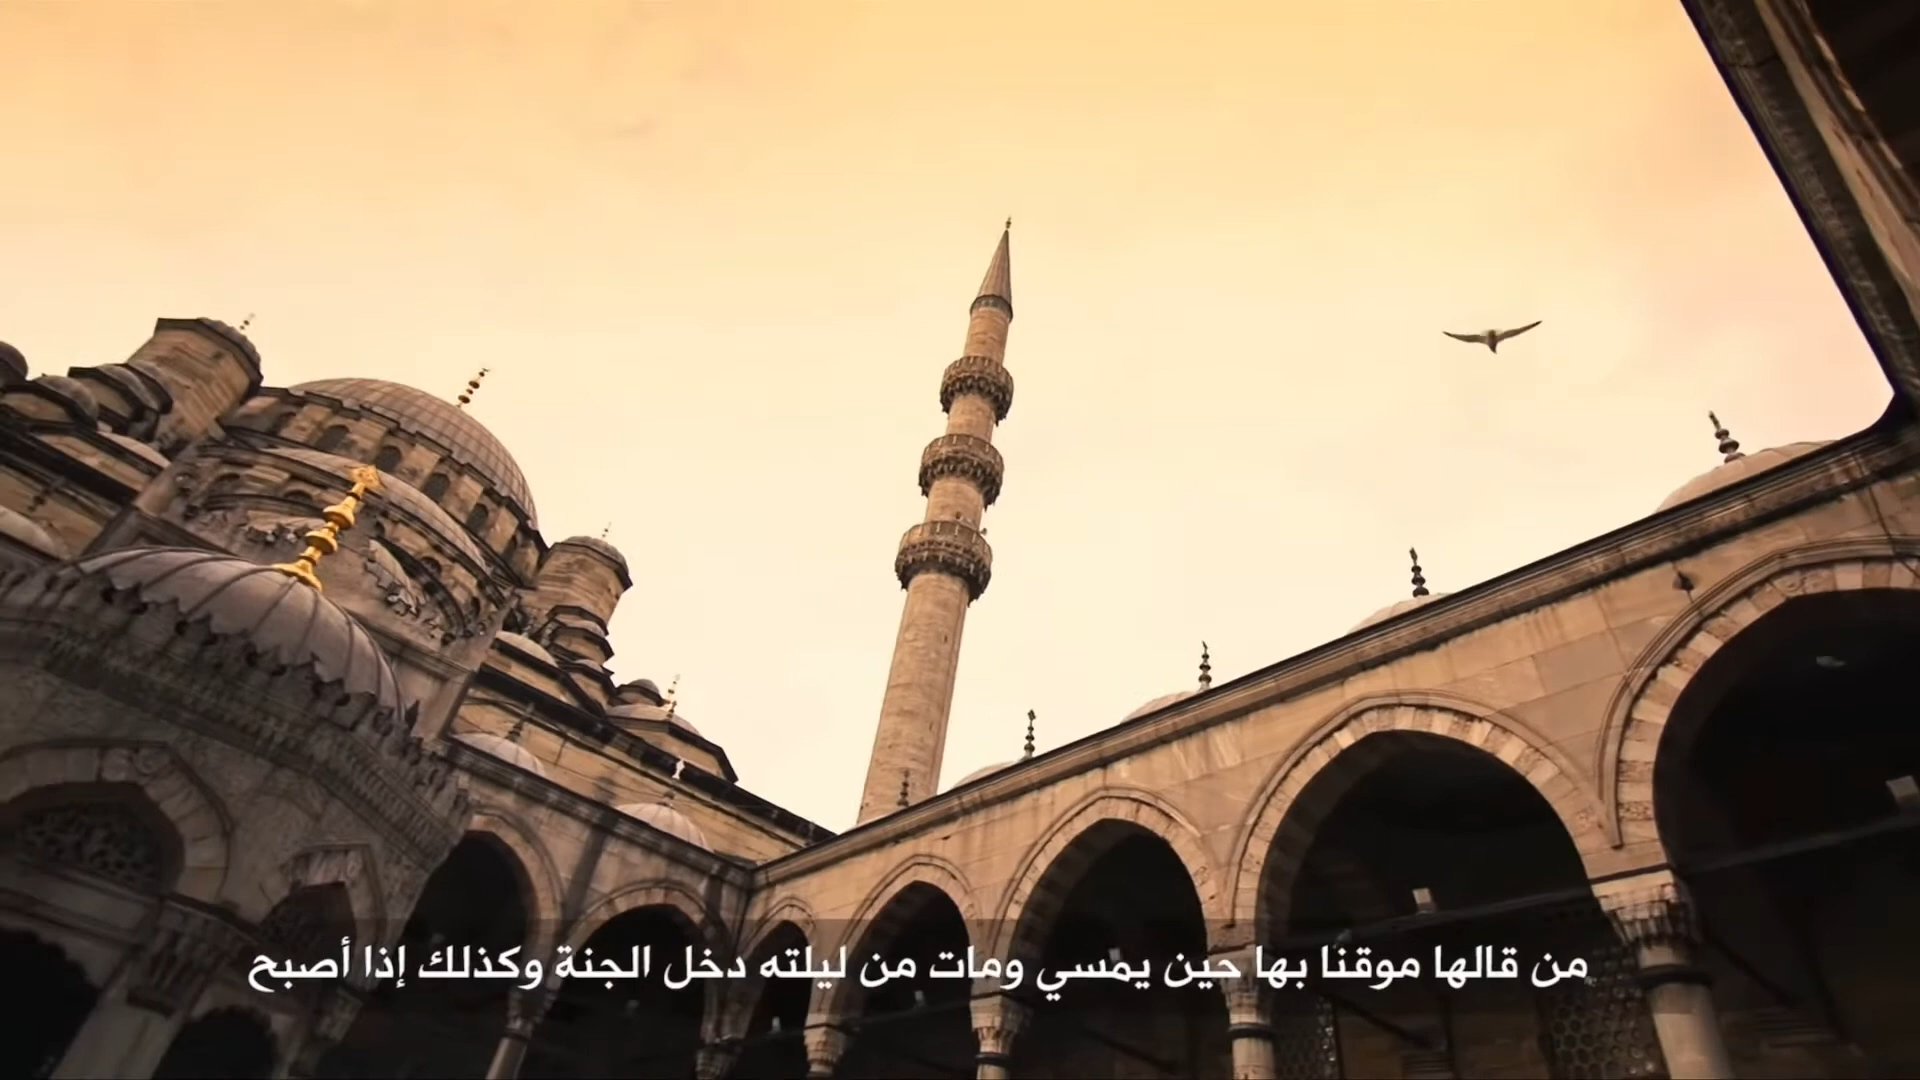 من قالها موقنا بها حين يمسي ومات من ليلته دخل الجنة وكذلك إذا أصبح